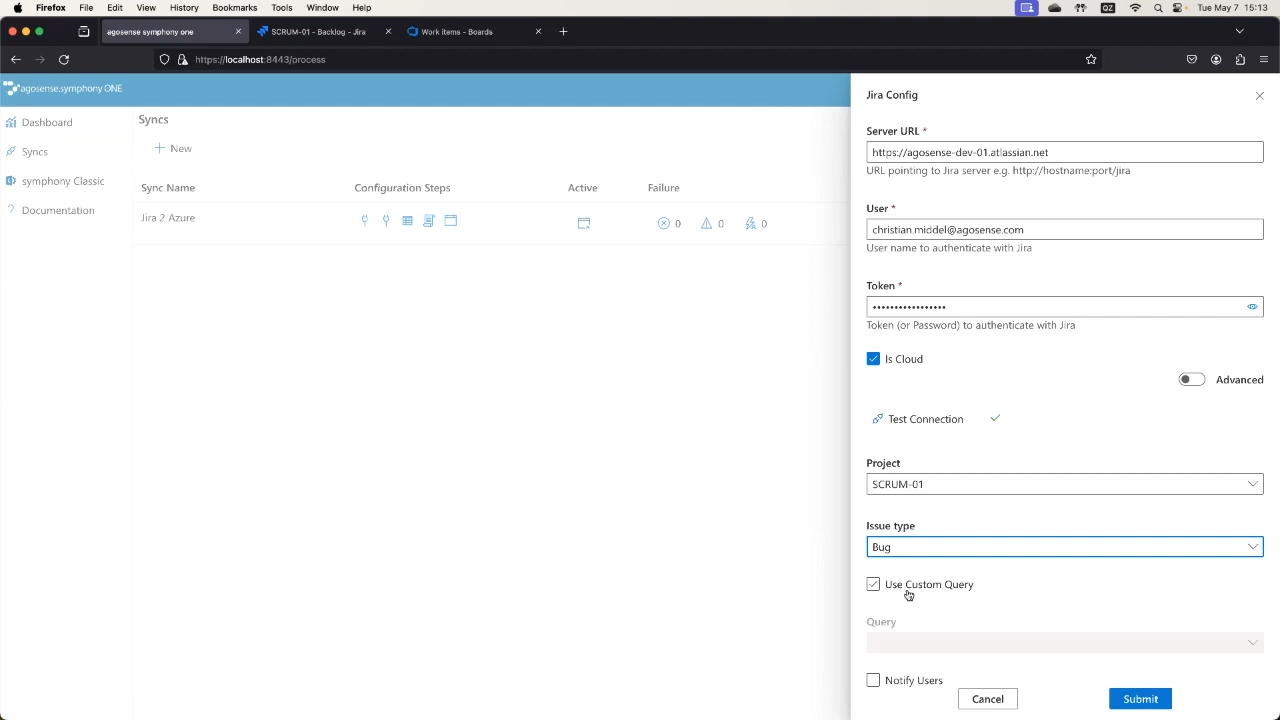 Firefox File Edit View History Bookmarks Tools Window Help Tue May 7 15:13
agosense symphony one SCRUM-01 - Backlog - Jira Work items - Boards
https://localhost:8443/process
agosense.symphony ONE
Dashboard
Syncs
symphony Classic
Documentation
Syncs
New
Sync Name Configuration Steps Active Failure
Jira 2 Azure 0 0 0
Jira Config
Server URL *
https://agosense-dev-01.atlassian.net
URL pointing to Jira server e.g. http://hostname:port/jira
User *
christian.middel@agosense.com
User name to authenticate with Jira
Token *
•••••••••••••••••
Token (or Password) to authenticate with Jira
Is Cloud
Advanced
Test Connection
Project
SCRUM-01
Issue type
Bug
Use Custom Query
Query
Notify Users
Cancel Submit